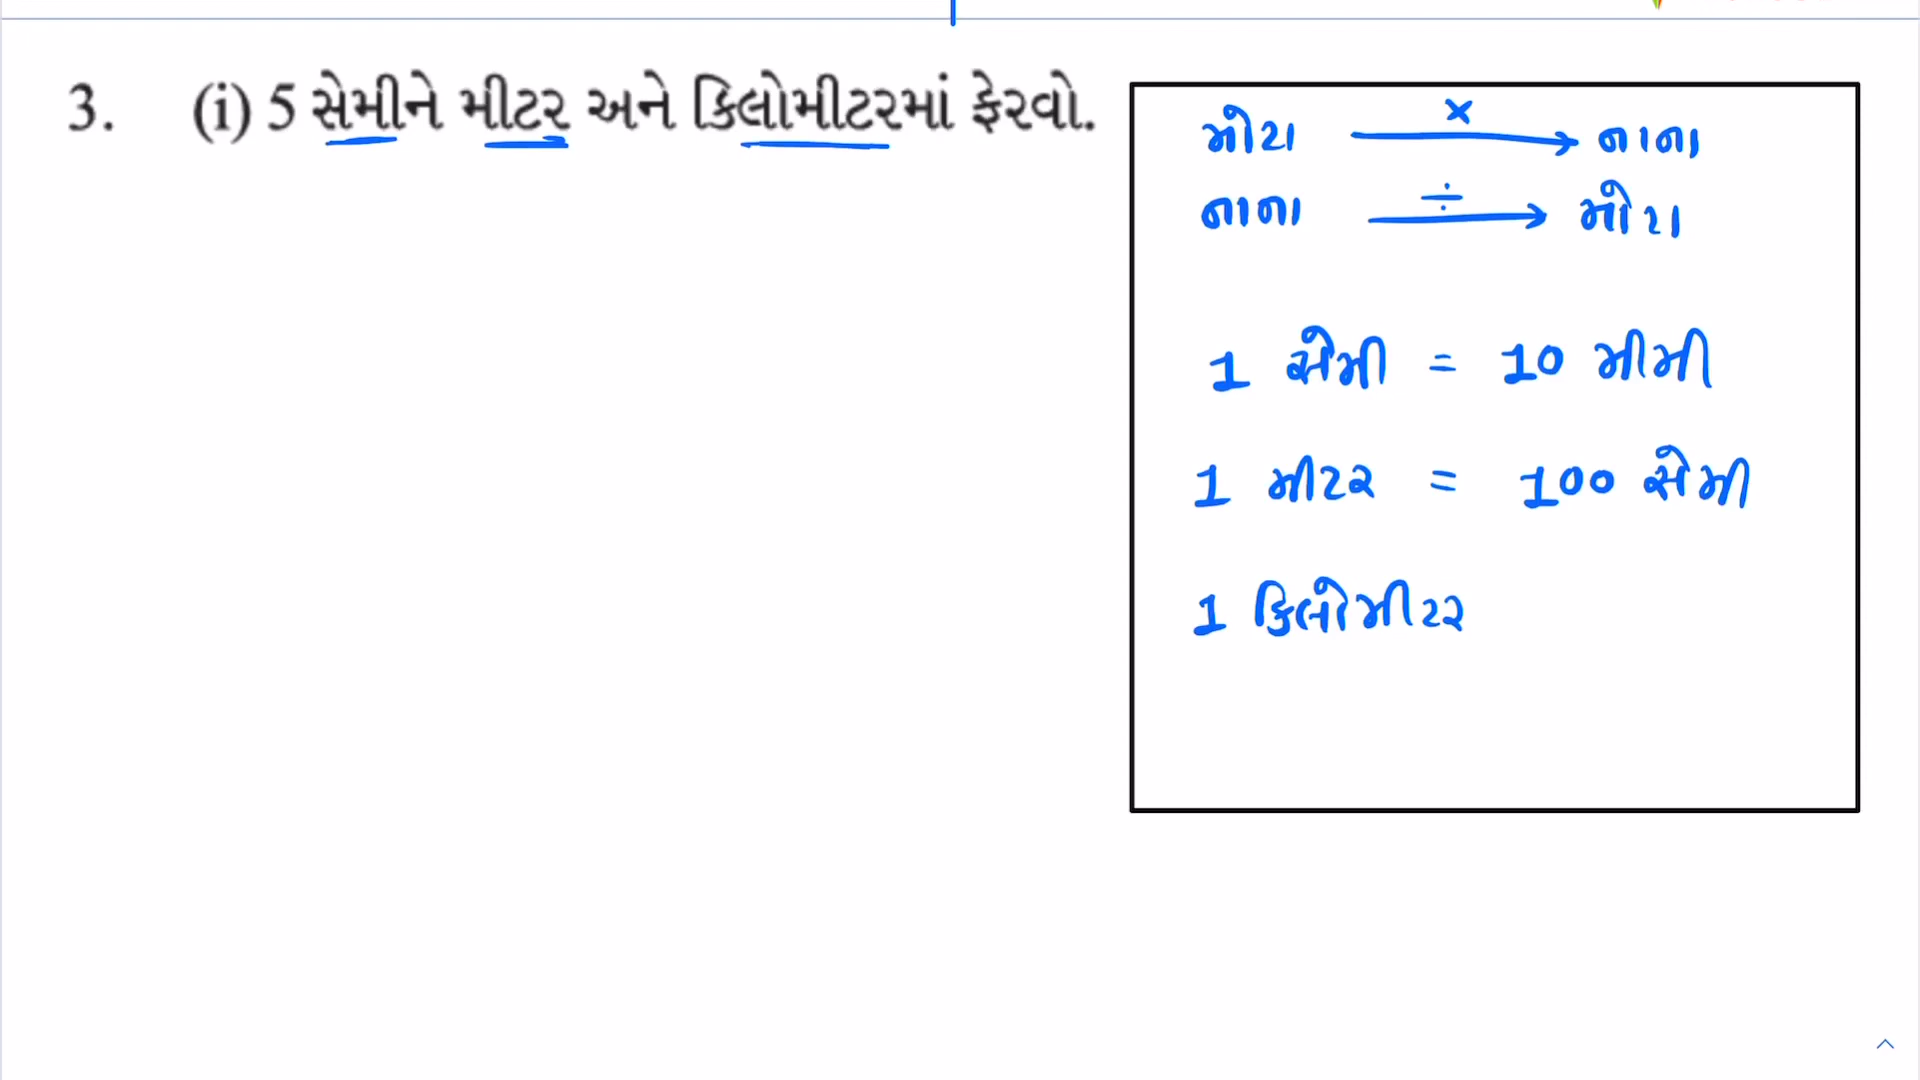 3. (i) 5 સેમીને મીટર અને કિલોમીટરમાં ફેરવો.
મોટા × → નાના
નાના ÷ → મોટા
1 સેમી = 10 મીમી
1 મીટર = 100 સેમી
1 કિલોમીટર